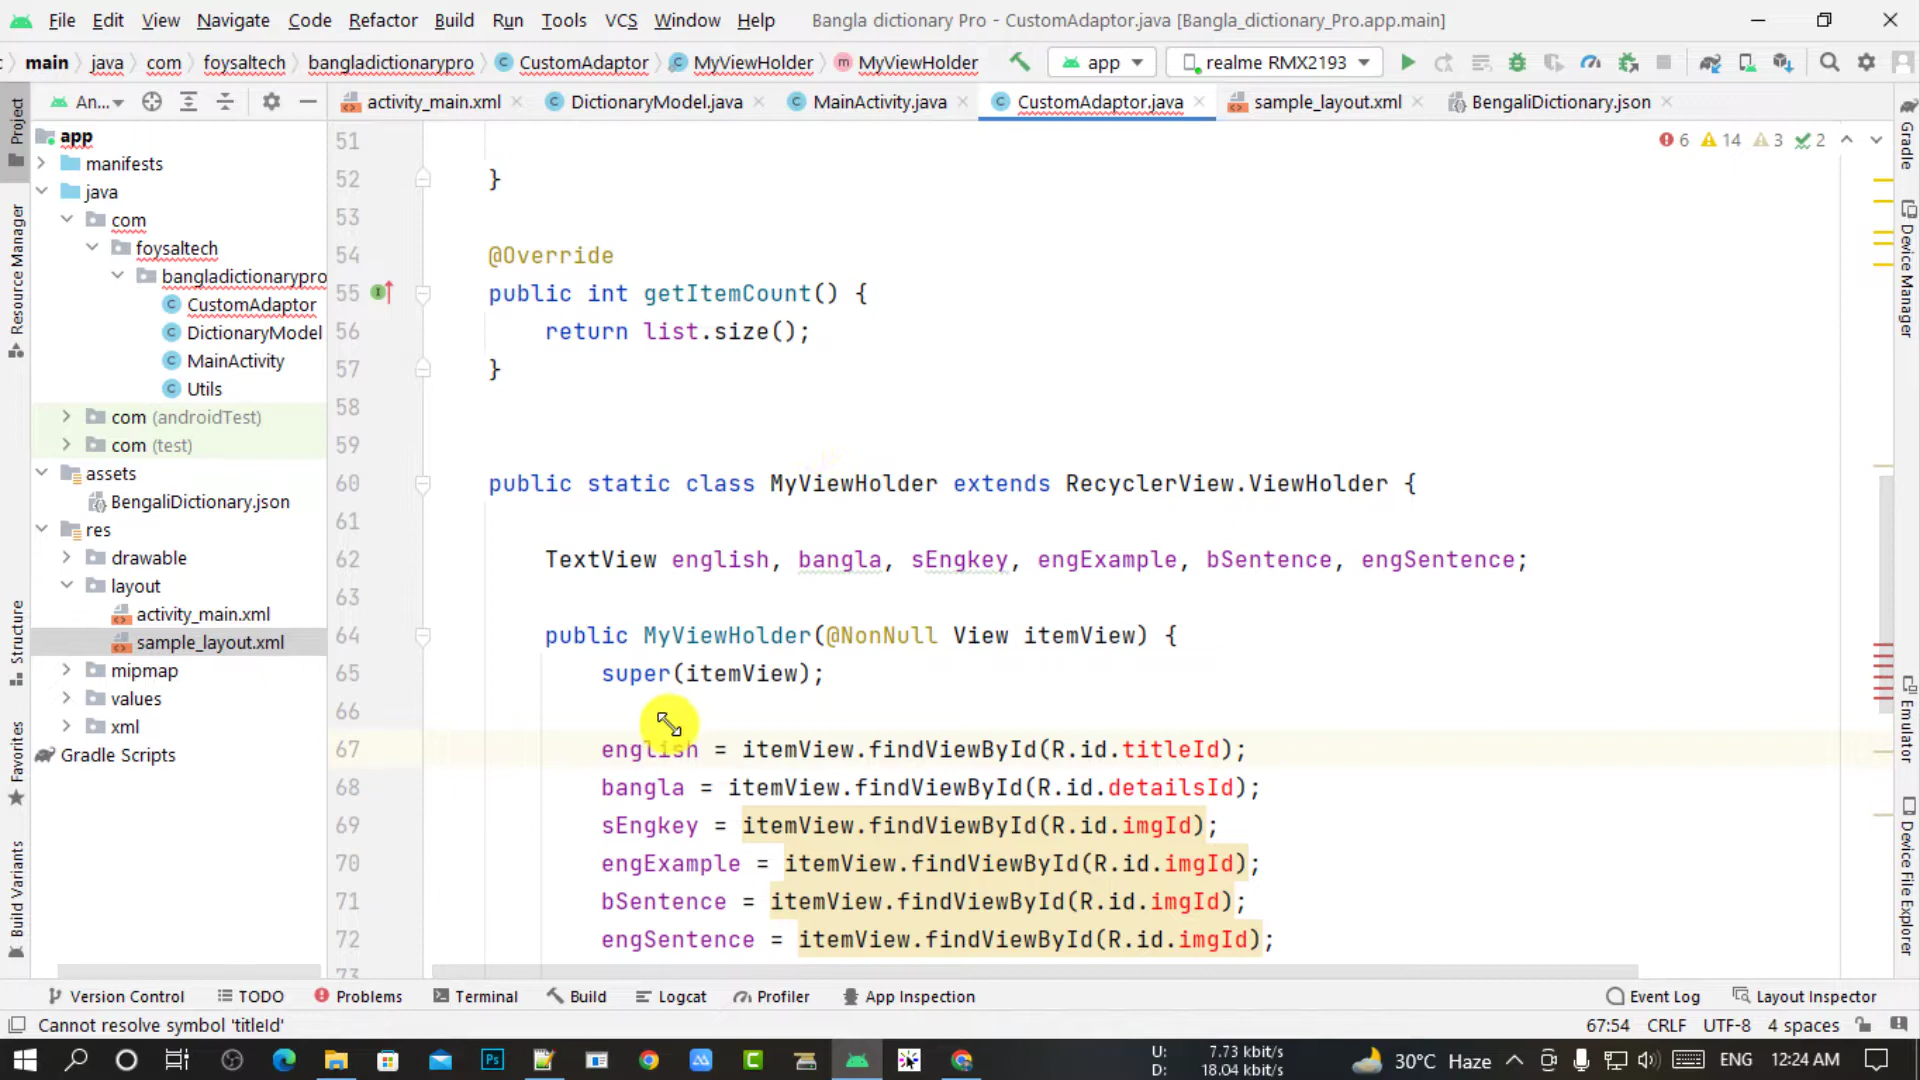 File Edit View Navigate Code Refactor Build Run Tools VCS Window Help Bangla dictionary Pro - CustomAdaptor.java [Bangla_dictionary_Pro.app.main]
main java com foysaltech bangladictionarypro CustomAdaptor MyViewHolder MyViewHolder app realme RMX2193
An... activity_main.xml DictionaryModel.java MainActivity.java CustomAdaptor.java sample_layout.xml BengaliDictionary.json
6 14 3 2
Project
Resource Manager
Structure
Favorites
Build Variants
app
manifests
java
com
foysaltech
bangladictionarypro
CustomAdaptor
DictionaryModel
MainActivity
Utils
com (androidTest)
com (test)
assets
BengaliDictionary.json
res
drawable
layout
activity_main.xml
sample_layout.xml
mipmap
values
xml
Gradle Scripts
51
52 }
53
54 @Override
55 public int getItemCount() {
56 return list.size();
57 }
58
59
60 public static class MyViewHolder extends RecyclerView.ViewHolder {
61
62 TextView english, bangla, sEngkey, engExample, bSentence, engSentence;
63
64 public MyViewHolder(@NonNull View itemView) {
65 super(itemView);
66
67 english = itemView.findViewById(R.id.titleId);
68 bangla = itemView.findViewById(R.id.detailsId);
69 sEngkey = itemView.findViewById(R.id.imgId);
70 engExample = itemView.findViewById(R.id.imgId);
71 bSentence = itemView.findViewById(R.id.imgId);
72 engSentence = itemView.findViewById(R.id.imgId);
73
Gradle
Device Manager
Emulator
Device File Explorer
Version Control TODO Problems Terminal Build Logcat Profiler App Inspection Event Log Layout Inspector
Cannot resolve symbol 'titleId' 67:54 CRLF UTF-8 4 spaces
U: 7.73 kbit/s
D: 18.04 kbit/s
30°C Haze ENG 12:24 AM